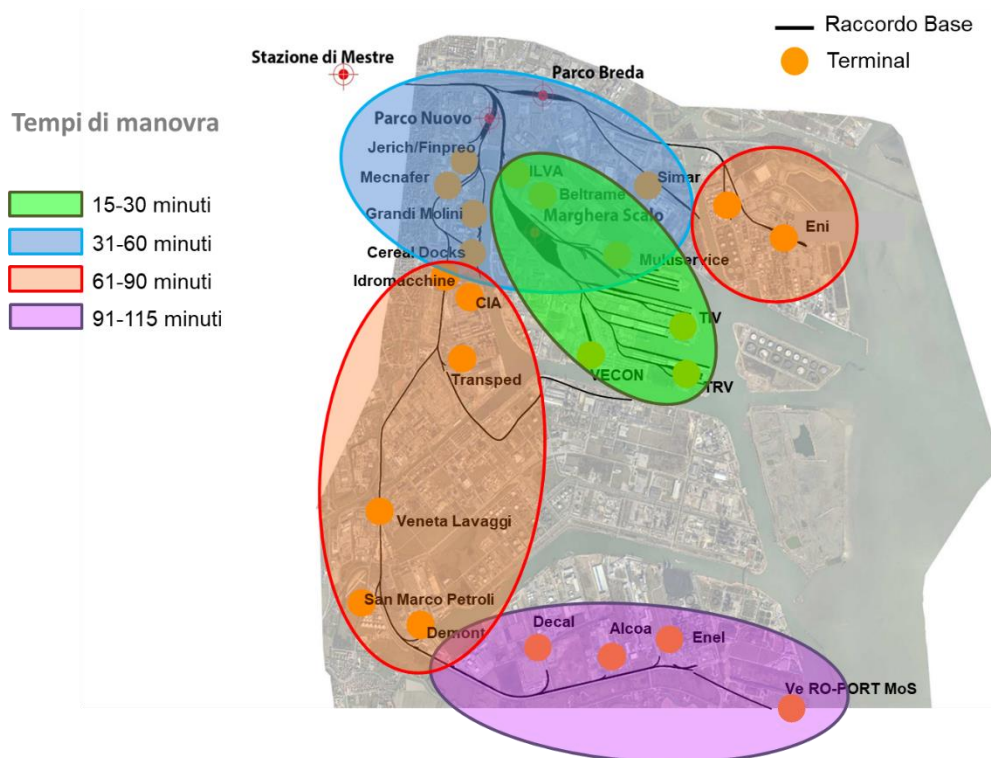 Raccordo Base
Terminal
Stazione di Mestre
Parco Breda
Tempi di manovra
15-30 minuti
31-60 minuti
61-90 minuti
91-115 minuti
Parco Nuovo
Jerich/Finpreo
Mecnafer
ILVA
Beltrame
Simar
Grandi Molini
Marghera Scalo
Eni
Cereal Docks
Multiservice
Idromacchine
CIA
TIV
Transped
VECON
TRV
Veneta Lavaggi
San Marco Petroli
Demont
Decal
Alcoa
Enel
Ve RO-PORT MoS